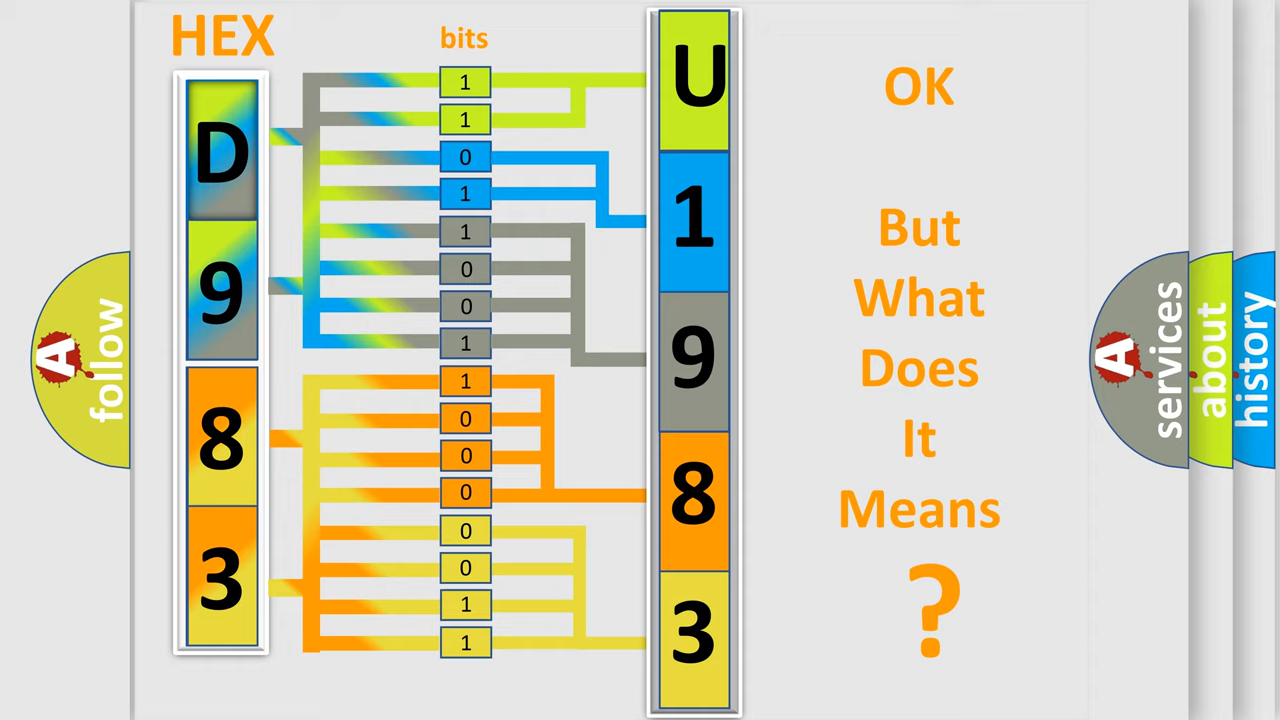 HEX
bits
D
9
8
3
1
1
0
1
1
0
0
1
1
0
0
0
0
0
1
1
U
1
9
8
3
OK
But
What
Does
It
Means
?
A
follow
A
services
about
history